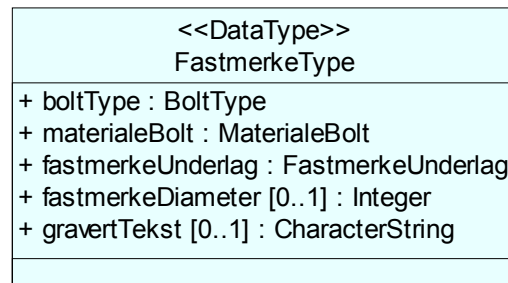 <<DataType>>
FastmerkeType
+ boltType : BoltType
+ materialeBolt : MaterialeBolt
+ fastmerkeUnderlag : FastmerkeUnderlag
+ fastmerkeDiameter [0..1] : Integer
+ gravertTekst [0..1] : CharacterString